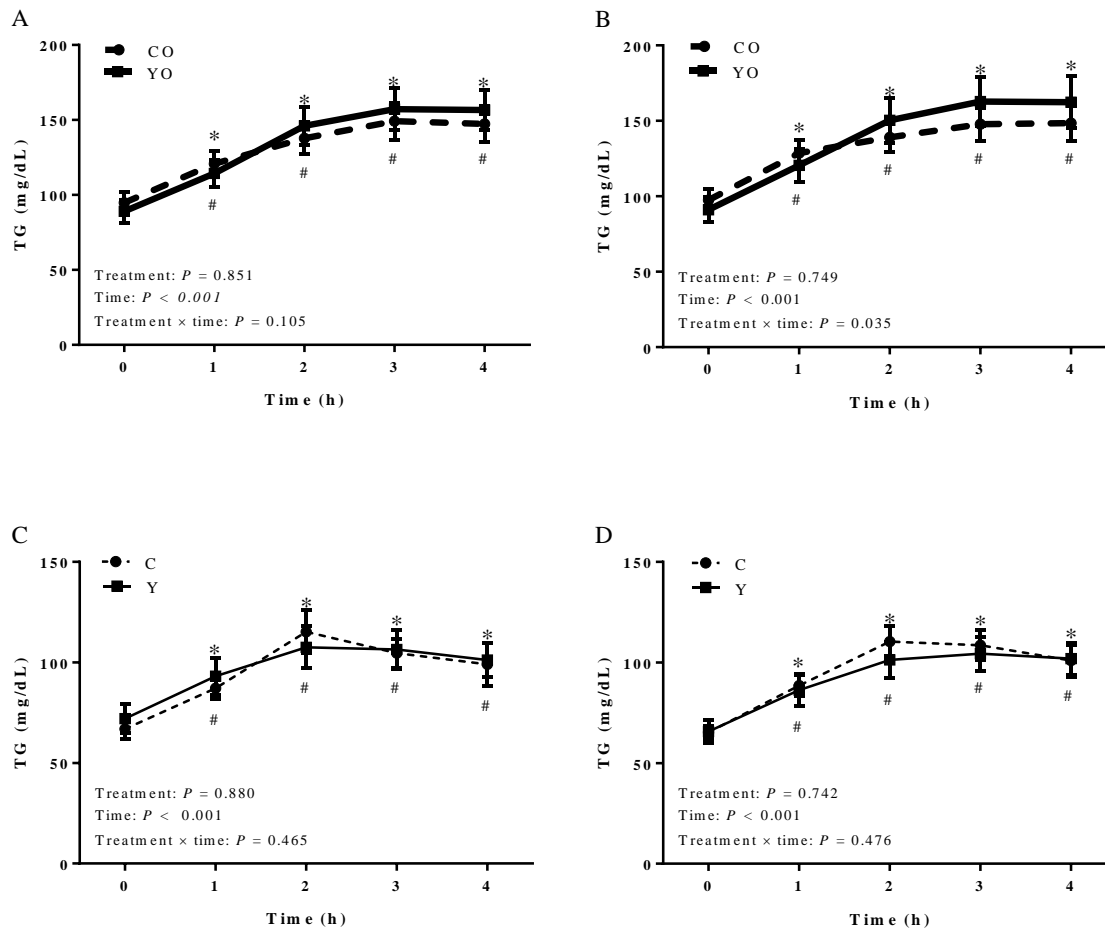 A
CO
YO
200
150
100
50
0
TG (mg/dL)
* * * *
# # # #
Treatment: P = 0.851
Time: P < 0.001
Treatment × time: P = 0.105
0 1 2 3 4
Time (h)
B
CO
YO
200
150
100
50
0
TG (mg/dL)
* * * *
# # # #
Treatment: P = 0.749
Time: P < 0.001
Treatment × time: P = 0.035
0 1 2 3 4
Time (h)
C
C
Y
150
100
50
0
TG (mg/dL)
* * * *
# # # #
Treatment: P = 0.880
Time: P < 0.001
Treatment × time: P = 0.465
0 1 2 3 4
Time (h)
D
C
Y
150
100
50
0
TG (mg/dL)
* * * *
# # # #
Treatment: P = 0.742
Time: P < 0.001
Treatment × time: P = 0.476
0 1 2 3 4
Time (h)